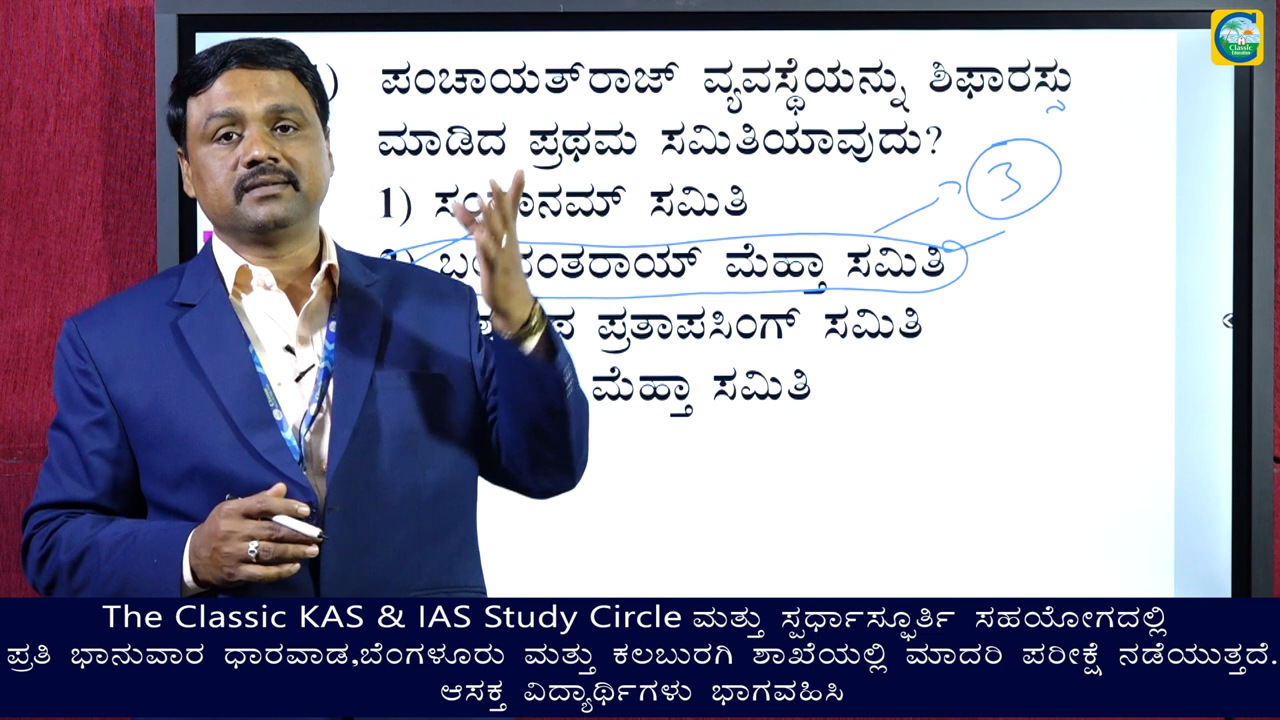 ಪಂಚಾಯತ್‌ರಾಜ್ ವ್ಯವಸ್ಥೆಯನ್ನು ಶಿಫಾರಸು
ಮಾಡಿದ ಪ್ರಥಮ ಸಮಿತಿಯಾವುದು?
3
1) ಸಮಿತಿ
ಮೆಹ್ತಾ ಸಮಿತಿ
ಪ್ರತಾಪಸಿಂಗ್ ಸಮಿತಿ
ಮೆಹ್ತಾ ಸಮಿತಿ
Classic
Education
The Classic KAS & IAS Study Circle ಮತ್ತು ಸ್ಪರ್ಧಾಸ್ಫೂರ್ತಿ ಸಹಯೋಗದಲ್ಲಿ
ಪ್ರತಿ ಭಾನುವಾರ ಧಾರವಾಡ,ಬೆಂಗಳೂರು ಮತ್ತು ಕಲಬುರಗಿ ಶಾಖೆಯಲ್ಲಿ ಮಾದರಿ ಪರೀಕ್ಷೆ ನಡೆಯುತ್ತದೆ.
ಆಸಕ್ತ ವಿದ್ಯಾರ್ಥಿಗಳು ಭಾಗವಹಿಸಿ